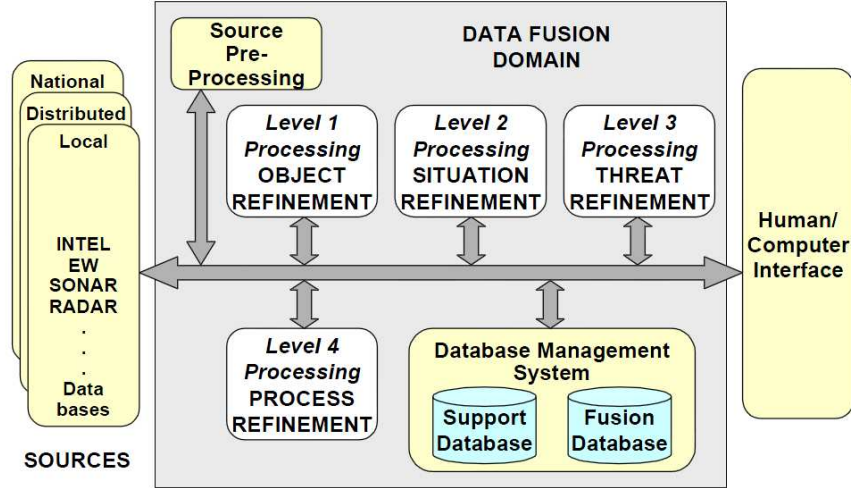 National
Distributed
Local
INTEL
EW
SONAR
RADAR
.
.
.
Data
bases
SOURCES
Source
Pre-
Processing
DATA FUSION
DOMAIN
Level 1
Processing
OBJECT
REFINEMENT
Level 2
Processing
SITUATION
REFINEMENT
Level 3
Processing
THREAT
REFINEMENT
Level 4
Processing
PROCESS
REFINEMENT
Database Management
System
Support
Database
Fusion
Database
Human/
Computer
Interface